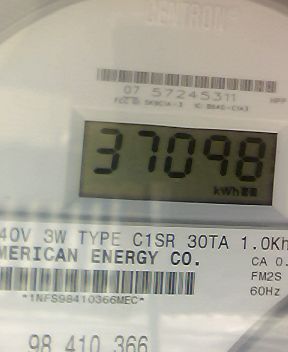 CENTRON
07 57245311
37098
kWh
40V 3W TYPE C1SR 30TA 1.0Kh
MERICAN ENERGY CO.
CA 0.
FM2S
60Hz
*1NFS98410366MEC*
98 410 366